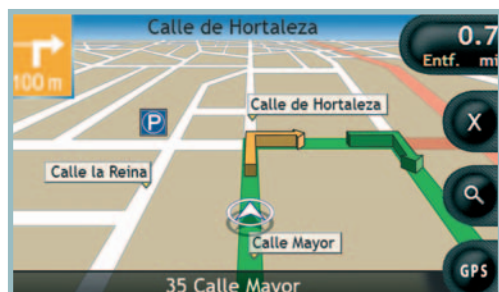 Calle de Hortaleza
0.7
Entf. mi
100 m
P
Calle de Hortaleza
X
Calle la Reina
Calle Mayor
GPS
35 Calle Mayor